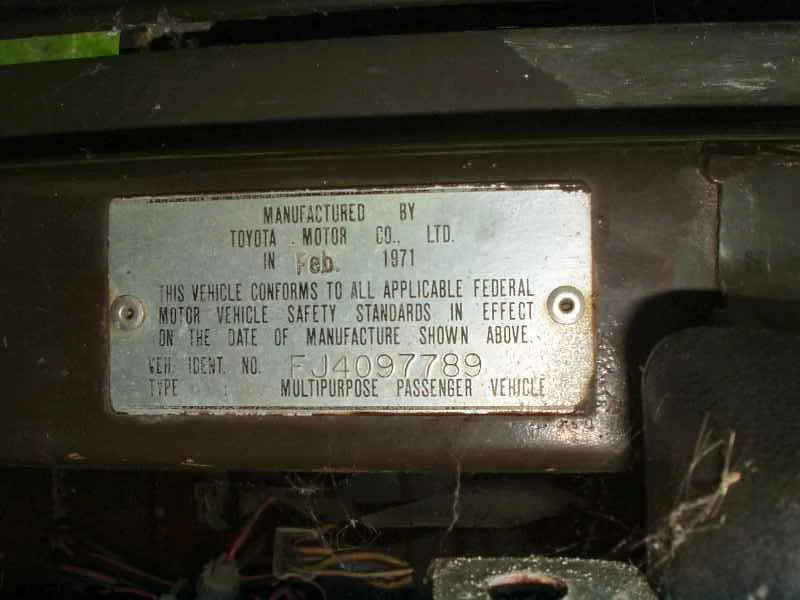 MANUFACTURED BY
TOYOTA MOTOR CO., LTD.
IN Feb. 1971
THIS VEHICLE CONFORMS TO ALL APPLICABLE FEDERAL
MOTOR VEHICLE SAFETY STANDARDS IN EFFECT
ON THE DATE OF MANUFACTURE SHOWN ABOVE.
VEH. IDENT. NO. FJ4097789
TYPE : MULTIPURPOSE PASSENGER VEHICLE